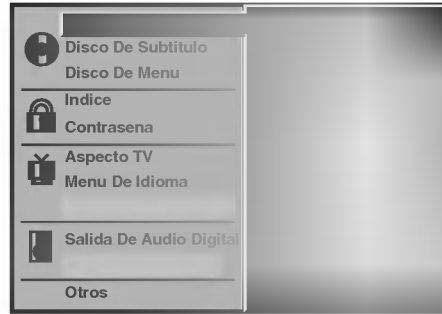 Disco De Subtitulo
Disco De Menu
Indice
Contrasena
Aspecto TV
Menu De Idioma
Salida De Audio Digital
Otros